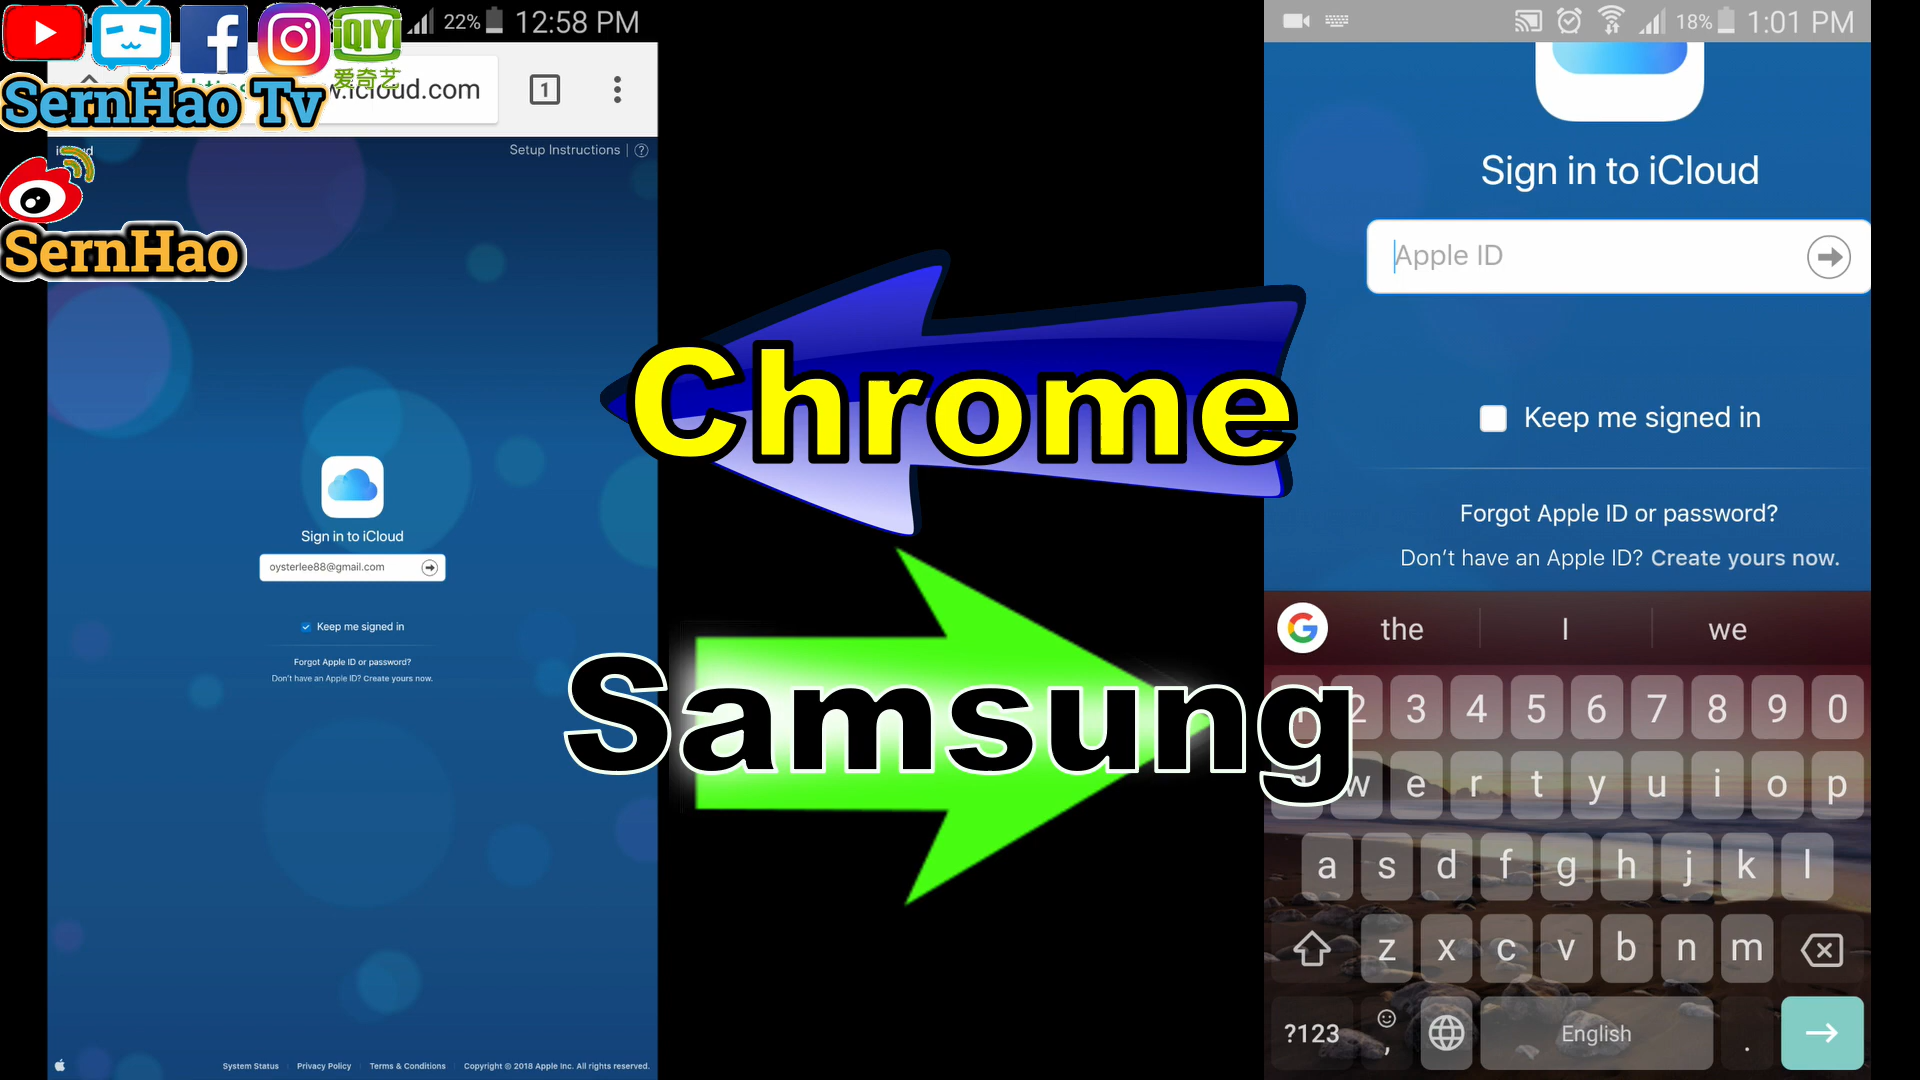 22% 12:58 PM
爱奇艺
iQIYI
SernHao Tv
w.icloud.com
1
Setup Instructions
SernHao
Sign in to iCloud
oysterlee88@gmail.com
Keep me signed in
Forgot Apple ID or password?
Don't have an Apple ID? Create yours now.
System Status Privacy Policy Terms & Conditions Copyright © 2018 Apple Inc. All rights reserved.
Chrome
Samsung
18% 1:01 PM
Sign in to iCloud
Apple ID
Keep me signed in
Forgot Apple ID or password?
Don't have an Apple ID? Create yours now.
the I we
2 3 4 5 6 7 8 9 0
w e r t y u i o p
a s d f g h j k l
z x c v b n m
?123 , English .